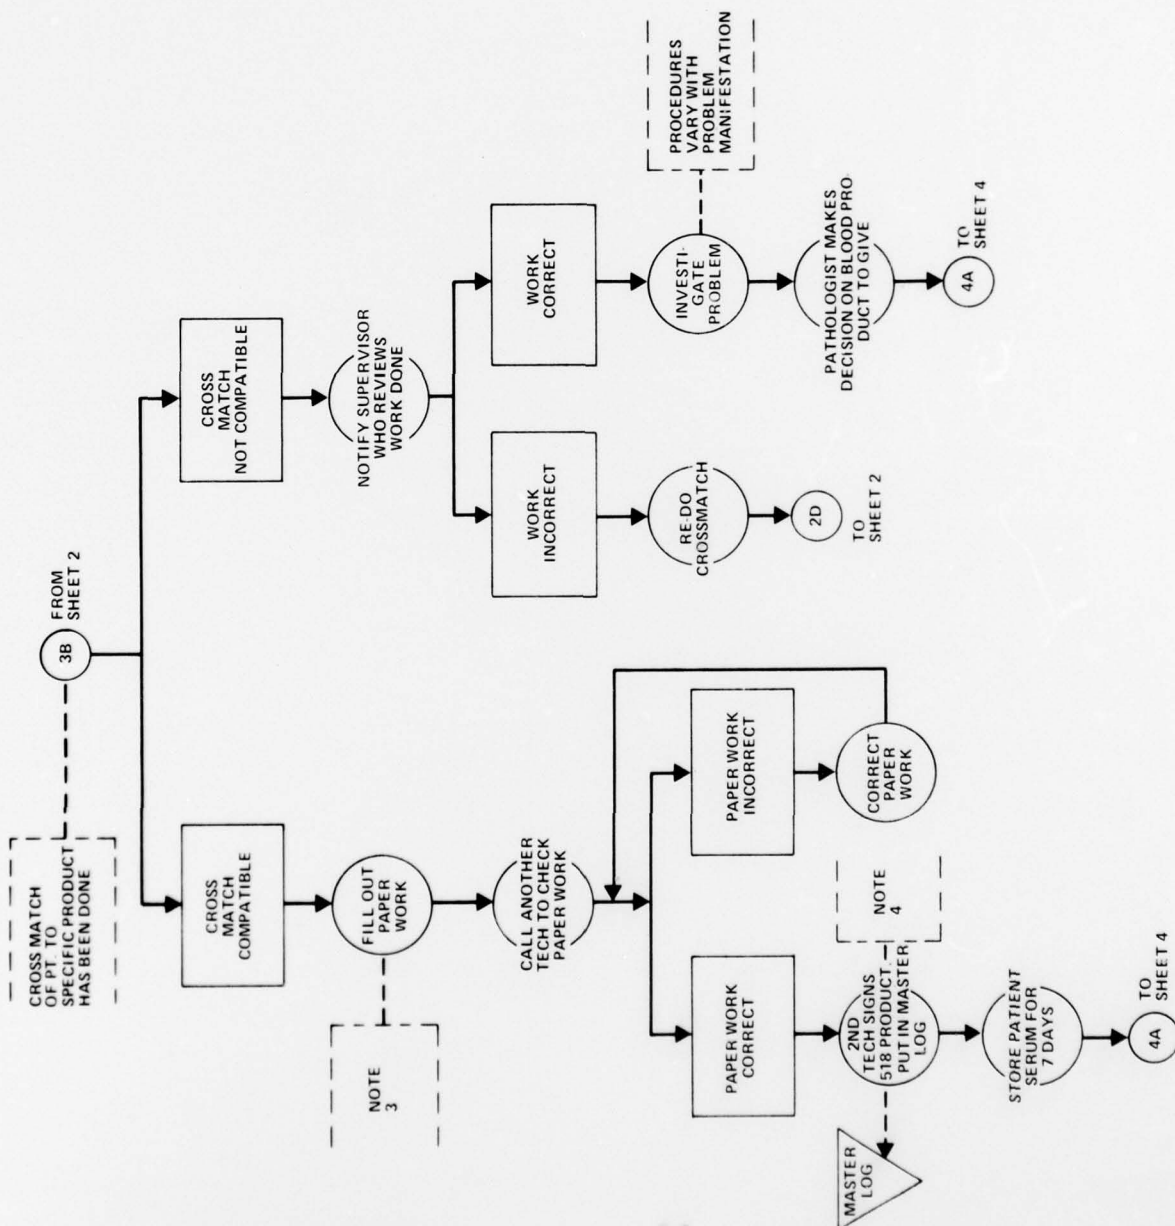 CROSS MATCH
OF PT. TO
SPECIFIC PRODUCT
HAS BEEN DONE
3B
FROM
SHEET 2
CROSS
MATCH
COMPATIBLE
CROSS
MATCH
NOT COMPATIBLE
NOTE
3
FILL OUT
PAPER
WORK
NOTIFY SUPERVISOR
WHO REVIEWS
WORK DONE
CALL ANOTHER
TECH TO CHECK
PAPER WORK
WORK
INCORRECT
WORK
CORRECT
PAPER WORK
CORRECT
PAPER WORK
INCORRECT
RE-DO
CROSSMATCH
INVESTI-
GATE
PROBLEM
PROCEDURES
VARY WITH
PROBLEM
MANIFESTATION
MASTER
LOG
2ND
TECH SIGNS
518 PRODUCT.
PUT IN MASTER
LOG
NOTE
4
CORRECT
PAPER
WORK
2D
TO
SHEET 2
PATHOLOGIST MAKES
DECISION ON BLOOD PRO-
DUCT TO GIVE
STORE PATIENT
SERUM FOR
7 DAYS
4A
TO
SHEET 4
4A
TO
SHEET 4